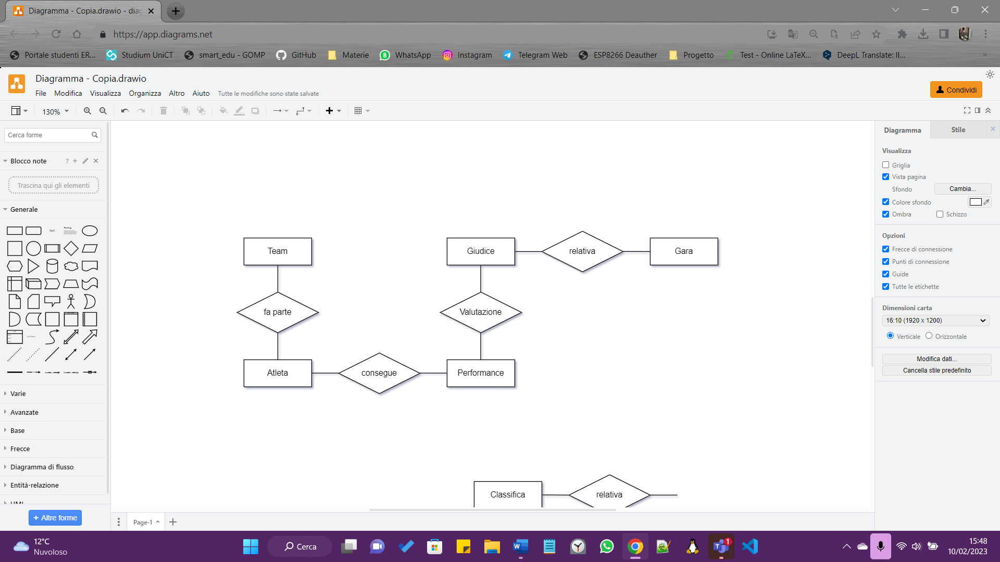 Diagramma - Copia.drawio - diag
https://app.diagrams.net
Portale studenti ER...
Studium UniCT
smart_edu - GOMP
GitHub
Materie
WhatsApp
Instagram
Telegram Web
ESP8266 Deauther
Progetto
Test - Online LaTeX...
DeepL Translate: Il...
Diagramma - Copia.drawio
File Modifica Visualizza Organizza Altro Aiuto Tutte le modifiche sono state salvate
Condividi
130%
Cerca forme
Blocco note
?
Trascina qui gli elementi
Generale
Text
Heading
Varie
Avanzate
Base
Frecce
Diagramma di flusso
Entità-relazione
UML
+ Altre forme
Team
Giudice
relativa
Gara
fa parte
Valutazione
Atleta
consegue
Performance
Classifica
relativa
Page-1
Diagramma
Stile
Visualizza
Griglia
Vista pagina
Sfondo
Cambia...
Colore sfondo
Ombra
Schizzo
Opzioni
Frecce di connessione
Punti di connessione
Guide
Tutte le etichette
Dimensioni carta
16:10 (1920 x 1200)
Verticale
Orizzontale
Modifica dati...
Cancella stile predefinito
12°C
Nuvoloso
Cerca
1
15:48
10/02/2023